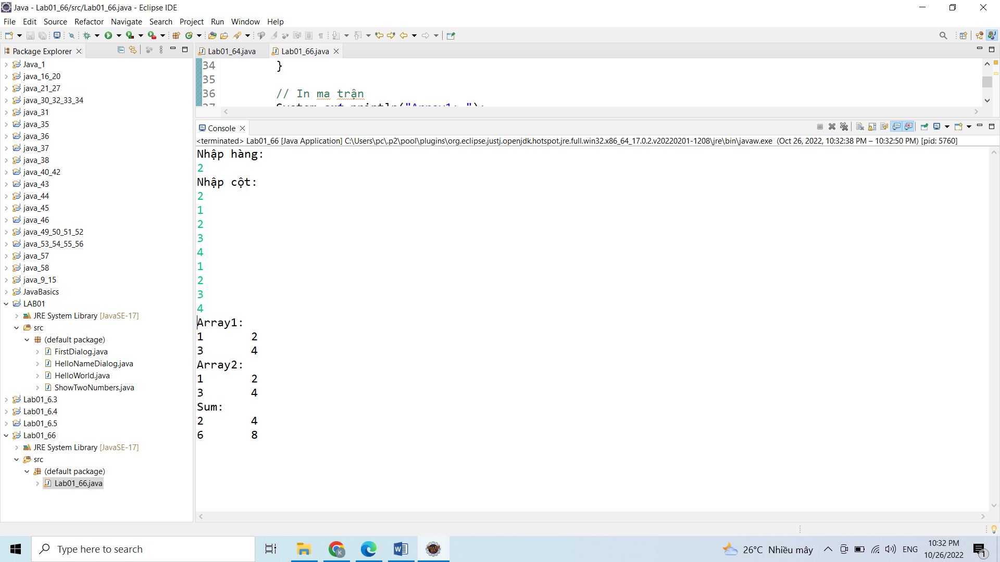 Java - Lab01_66/src/Lab01_66.java - Eclipse IDE
File Edit Source Refactor Navigate Search Project Run Window Help
Package Explorer
Java_1
java_16_20
java_21_27
java_30_32_33_34
java_31
java_35
java_36
java_37
java_38
java_40_42
java_43
java_44
java_45
java_46
java_49_50_51_52
java_53_54_55_56
java_57
java_58
java_9_15
JavaBasics
LAB01
JRE System Library [JavaSE-17]
src
(default package)
FirstDialog.java
HelloNameDialog.java
HelloWorld.java
ShowTwoNumbers.java
Lab01_6.3
Lab01_6.4
Lab01_6.5
Lab01_66
JRE System Library [JavaSE-17]
src
(default package)
Lab01_66.java
Lab01_64.java Lab01_66.java
34 }
35
36 // In ma trận
37 System.out.println("Array1: ");
Console
<terminated> Lab01_66 [Java Application] C:\Users\pc\.p2\pool\plugins\org.eclipse.justj.openjdk.hotspot.jre.full.win32.x86_64_17.0.2.v20220201-1208\jre\bin\javaw.exe (Oct 26, 2022, 10:32:38 PM – 10:32:50 PM) [pid: 5760]
Nhập hàng:
2
Nhập cột:
2
1
2
3
4
1
2
3
4
Array1:
1 2
3 4
Array2:
1 2
3 4
Sum:
2 4
6 8
Type here to search
26°C Nhiều mây
ENG
10:32 PM
10/26/2022
1